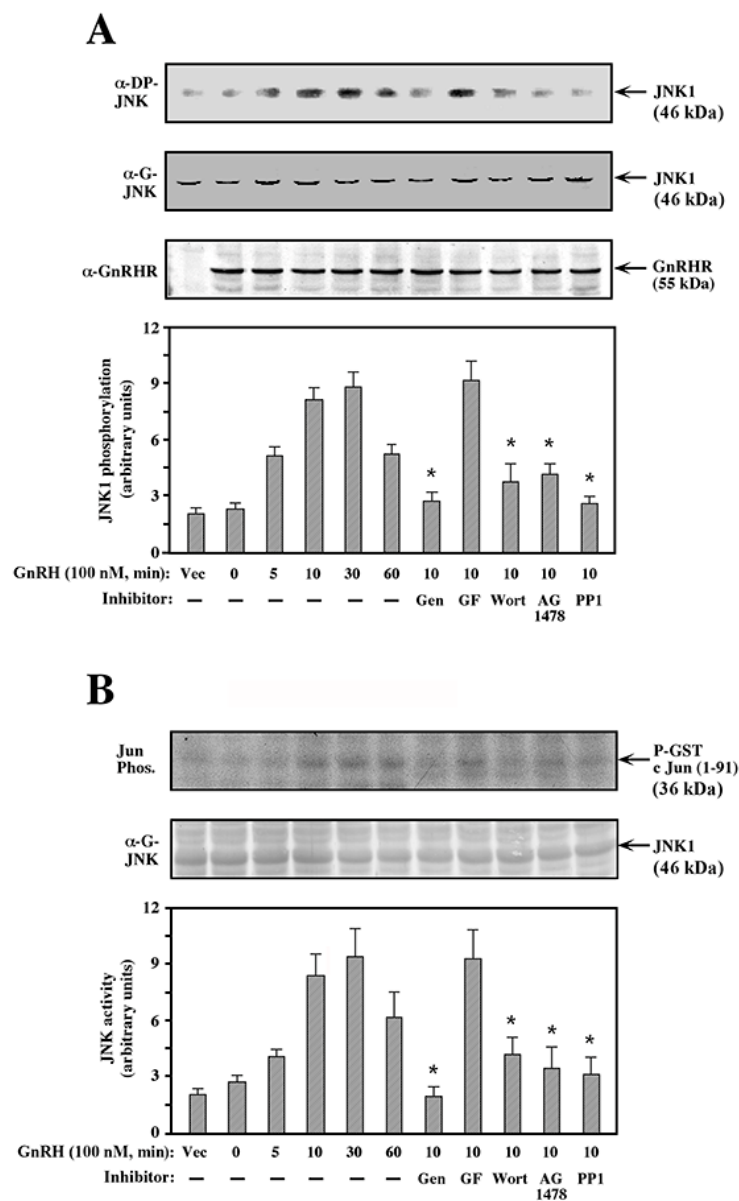 A
α-DP-
JNK
JNK1
(46 kDa)
α-G-
JNK
JNK1
(46 kDa)
α-GnRHR
GnRHR
(55 kDa)
JNK1 phosphorylation
(arbitrary units)
12
9
6
3
0
* * * *
GnRH (100 nM, min): Vec 0 5 10 30 60 10 10 10 10 10
Inhibitor: – – – – – – Gen GF Wort AG PP1
1478
B
Jun
Phos.
P-GST
c Jun (1-91)
(36 kDa)
α-G-
JNK
JNK1
(46 kDa)
JNK activity
(arbitrary units)
12
9
6
3
0
* * * *
GnRH (100 nM, min): Vec 0 5 10 30 60 10 10 10 10 10
Inhibitor: – – – – – – Gen GF Wort AG PP1
1478